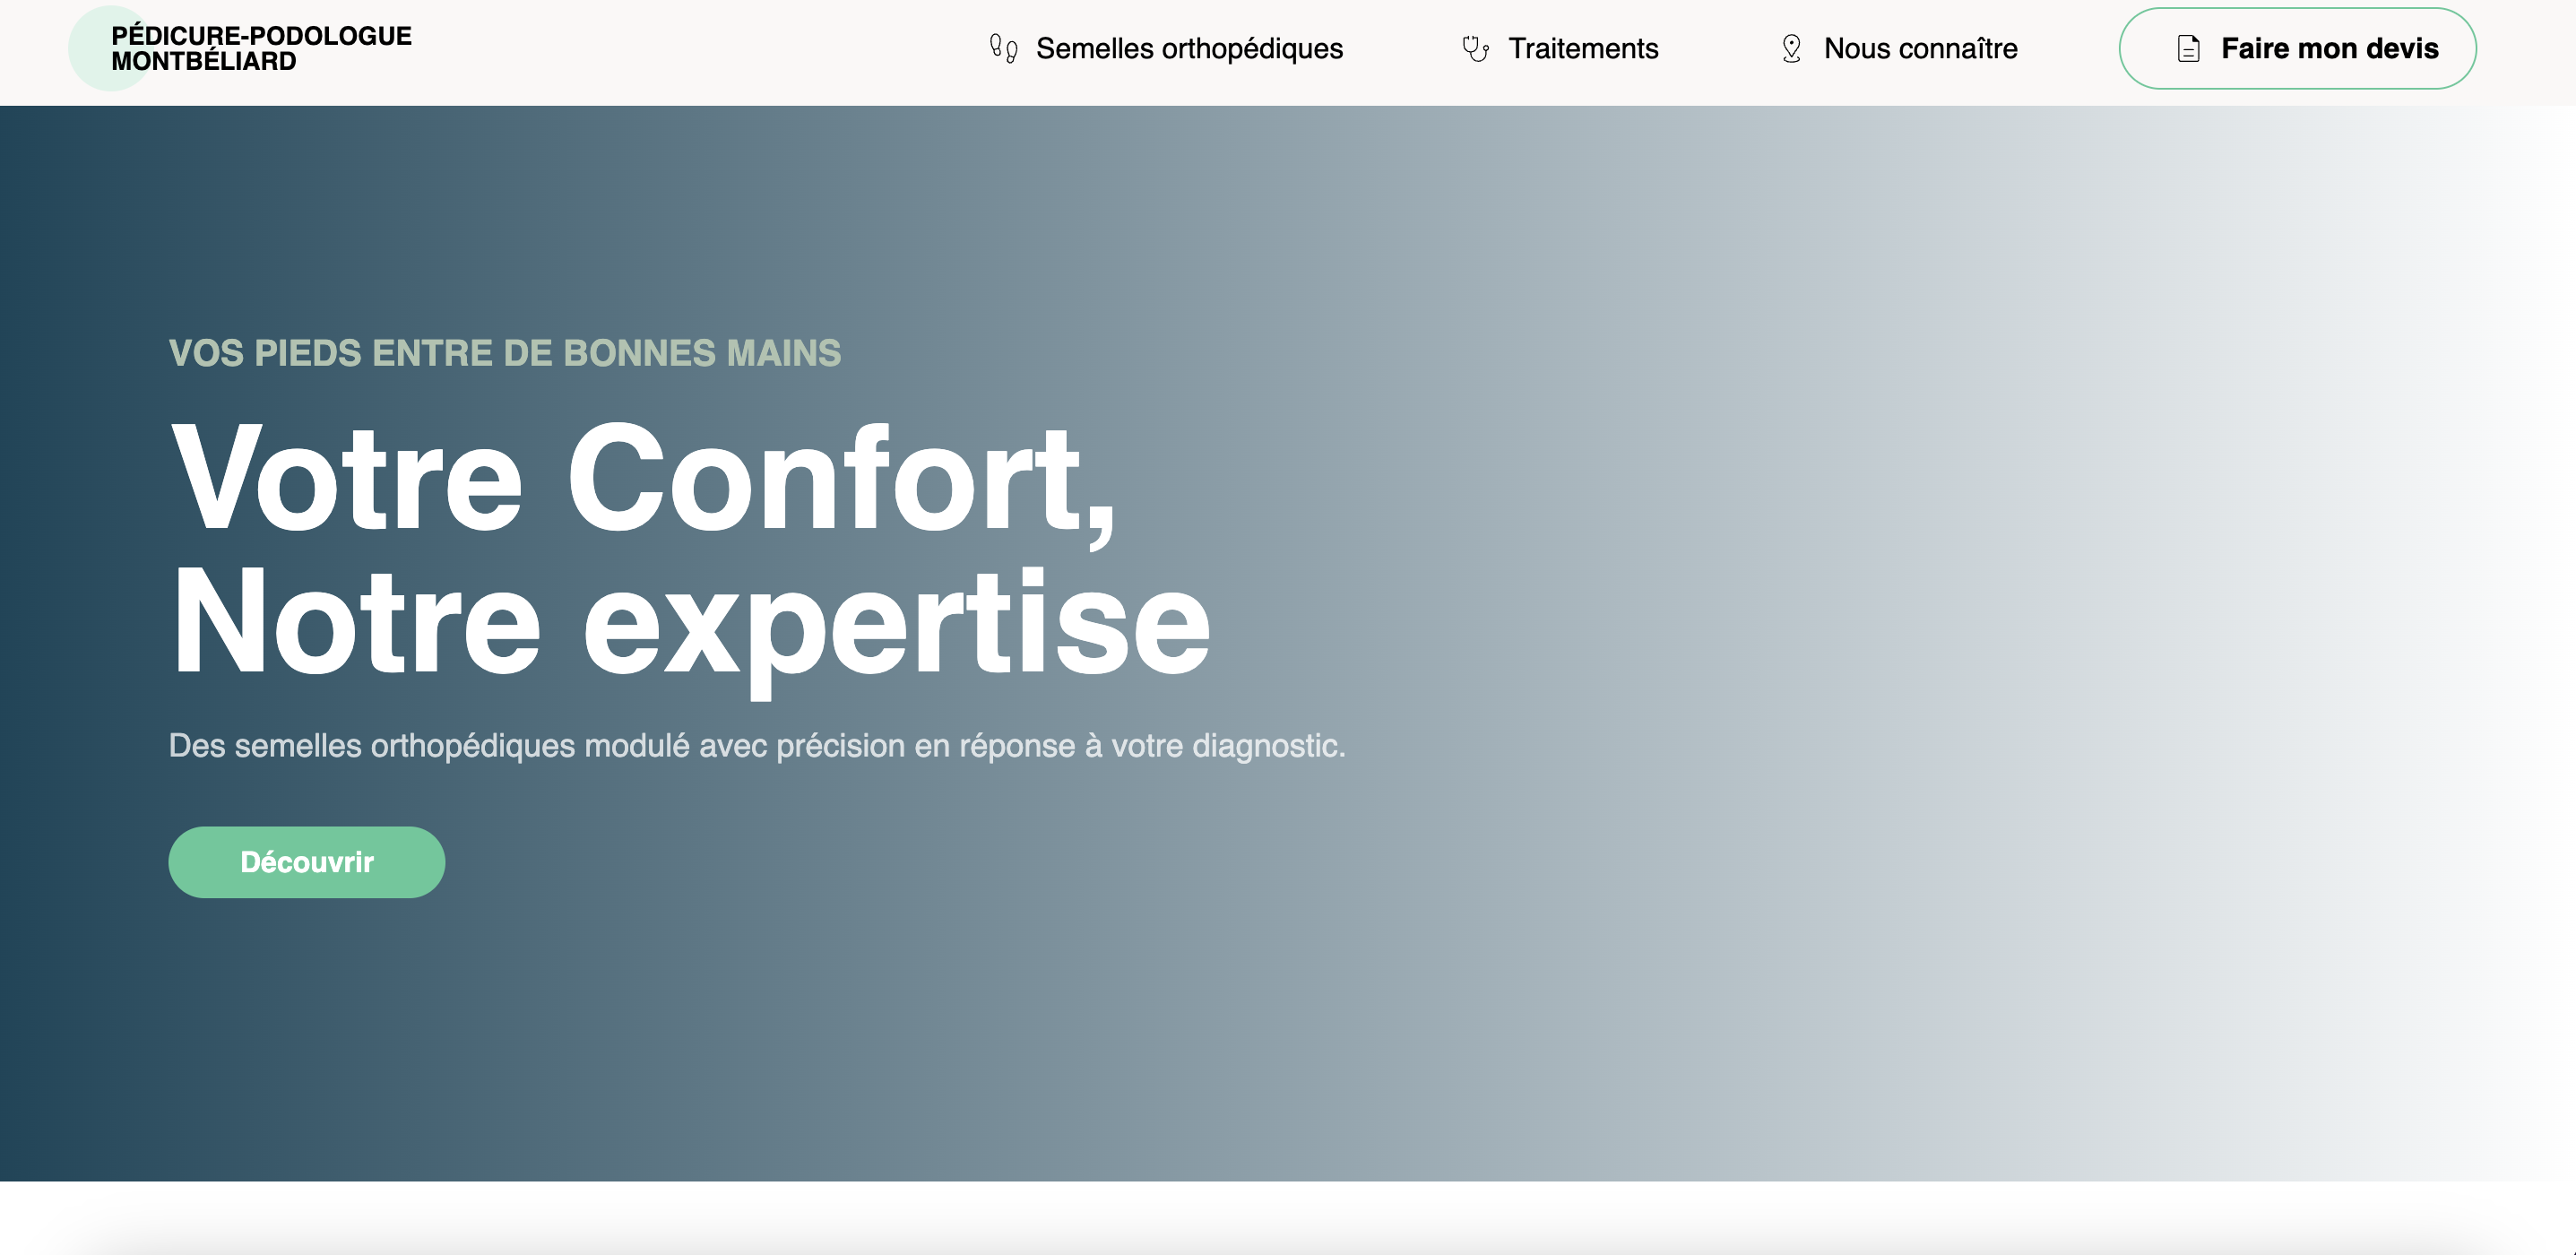 PÉDICURE-PODOLOGUE
MONTBÉLIARD
Semelles orthopédiques
Traitements
Nous connaître
Faire mon devis
VOS PIEDS ENTRE DE BONNES MAINS
Votre Confort,
Notre expertise
Des semelles orthopédiques modulé avec précision en réponse à votre diagnostic.
Découvrir